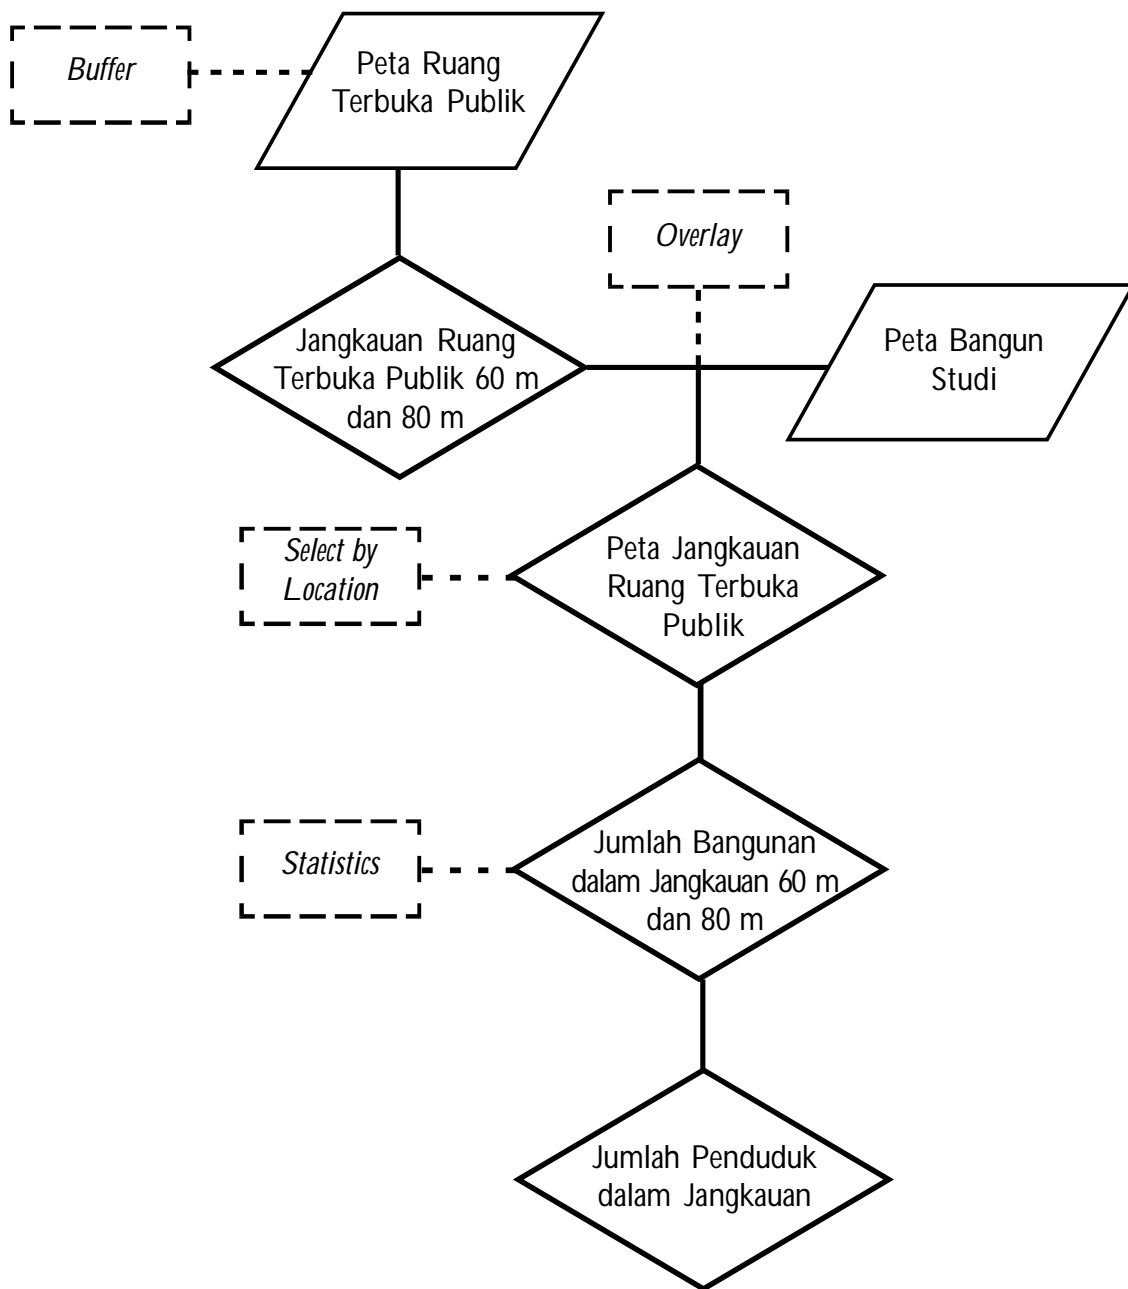 Buffer
Peta Ruang
Terbuka Publik
Overlay
Jangkauan Ruang
Terbuka Publik 60 m
dan 80 m
Peta Bangun
Studi
Select by
Location
Peta Jangkauan
Ruang Terbuka
Publik
Statistics
Jumlah Bangunan
dalam Jangkauan 60 m
dan 80 m
Jumlah Penduduk
dalam Jangkauan